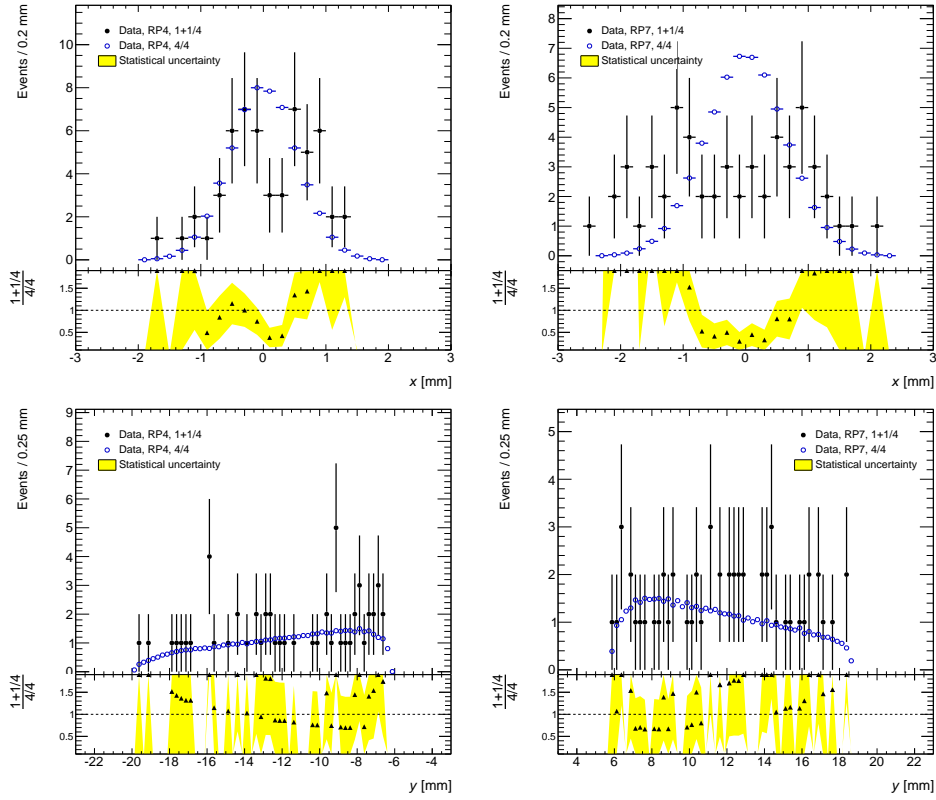 Events / 0.2 mm
10
8
6
4
2
0
Data, RP4, 1+1/4
Data, RP4, 4/4
Statistical uncertainty
1+1/4
4/4
1.5
1
0.5
-3 -2 -1 0 1 2 3
x [mm]
Events / 0.2 mm
8
7
6
5
4
3
2
1
0
Data, RP7, 1+1/4
Data, RP7, 4/4
Statistical uncertainty
1+1/4
4/4
1.5
1
0.5
-3 -2 -1 0 1 2 3
x [mm]
Events / 0.25 mm
9
8
7
6
5
4
3
2
1
0
Data, RP4, 1+1/4
Data, RP4, 4/4
Statistical uncertainty
1+1/4
4/4
1.5
1
0.5
-22 -20 -18 -16 -14 -12 -10 -8 -6 -4
y [mm]
Events / 0.25 mm
5
4
3
2
1
0
Data, RP7, 1+1/4
Data, RP7, 4/4
Statistical uncertainty
1+1/4
4/4
1.5
1
0.5
4 6 8 10 12 14 16 18 20 22
y [mm]